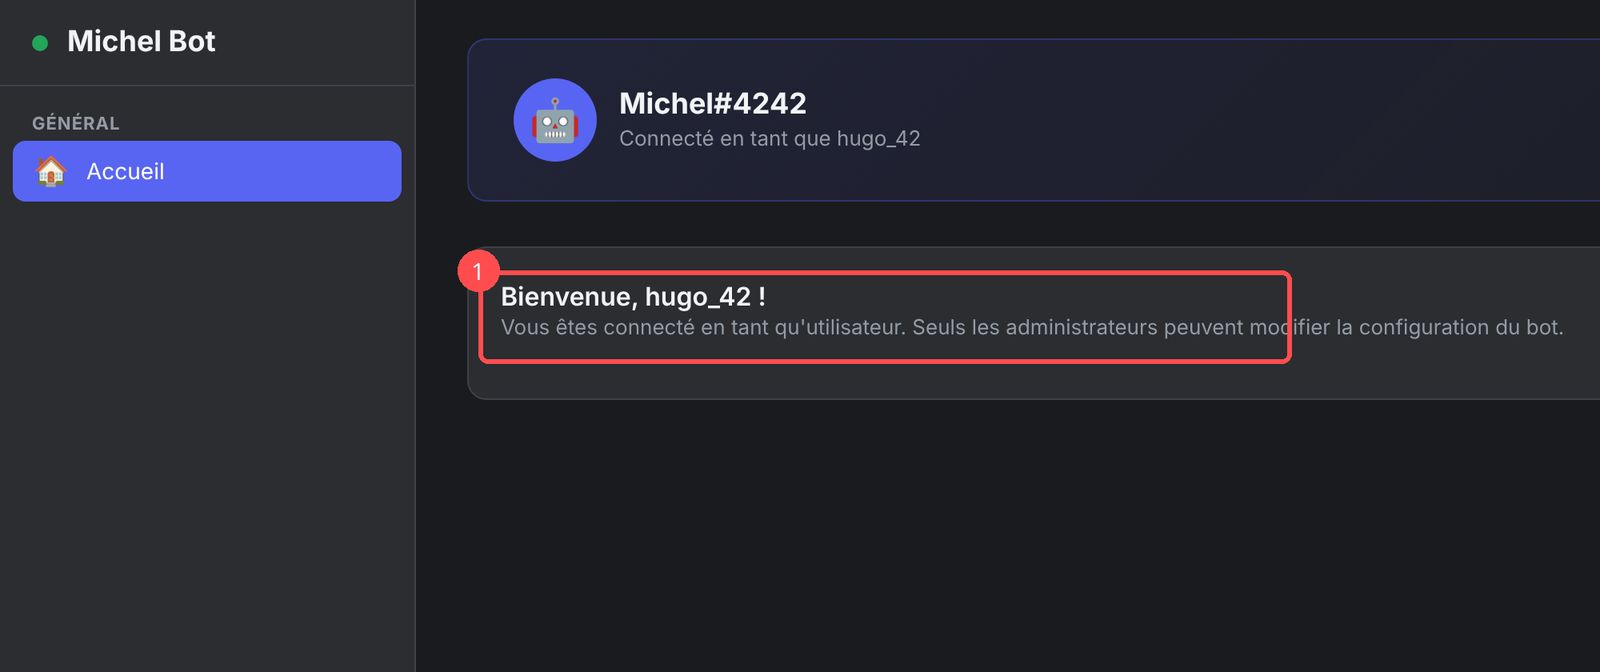 Michel Bot
GÉNÉRAL
Accueil
Michel#4242
Connecté en tant que hugo_42
1
Bienvenue, hugo_42 !
Vous êtes connecté en tant qu'utilisateur. Seuls les administrateurs peuvent modifier la configuration du bot.